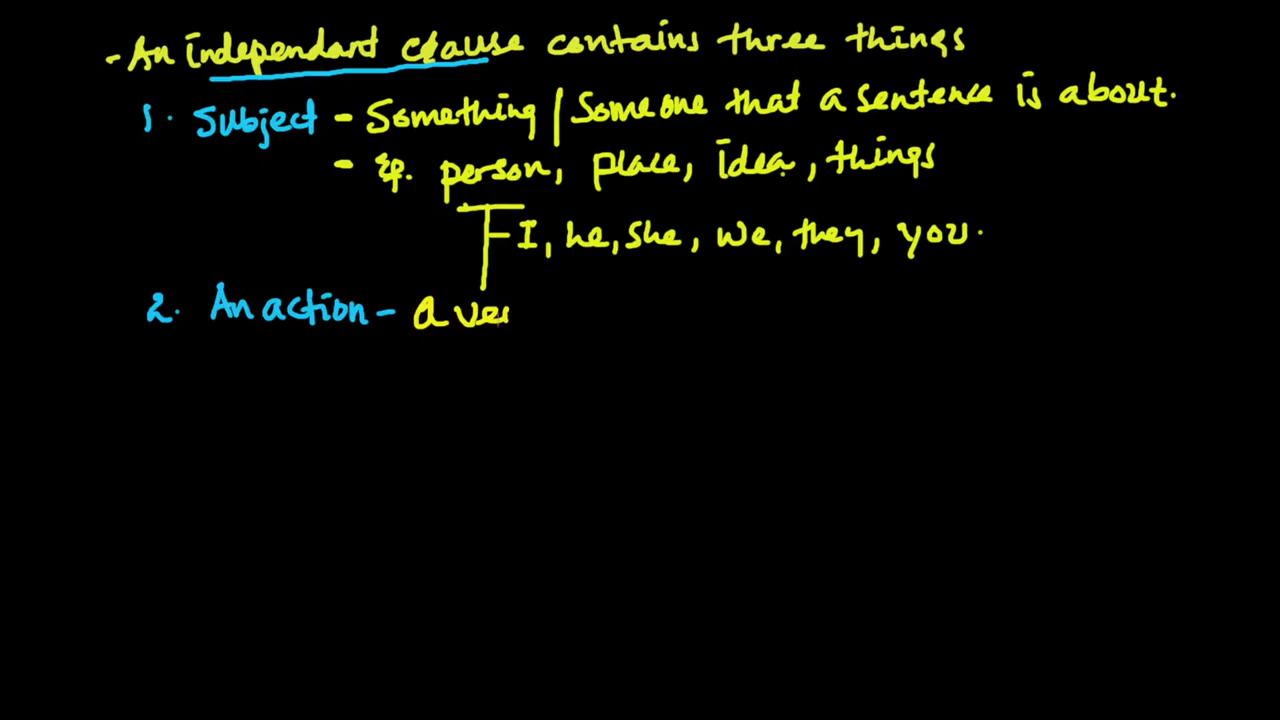 - An independant clause contains three things
1. Subject - Something / Someone that a sentence is about.
- eg. person, place, idea, things
I, he, she, we, they, you.
2. An action - a ver